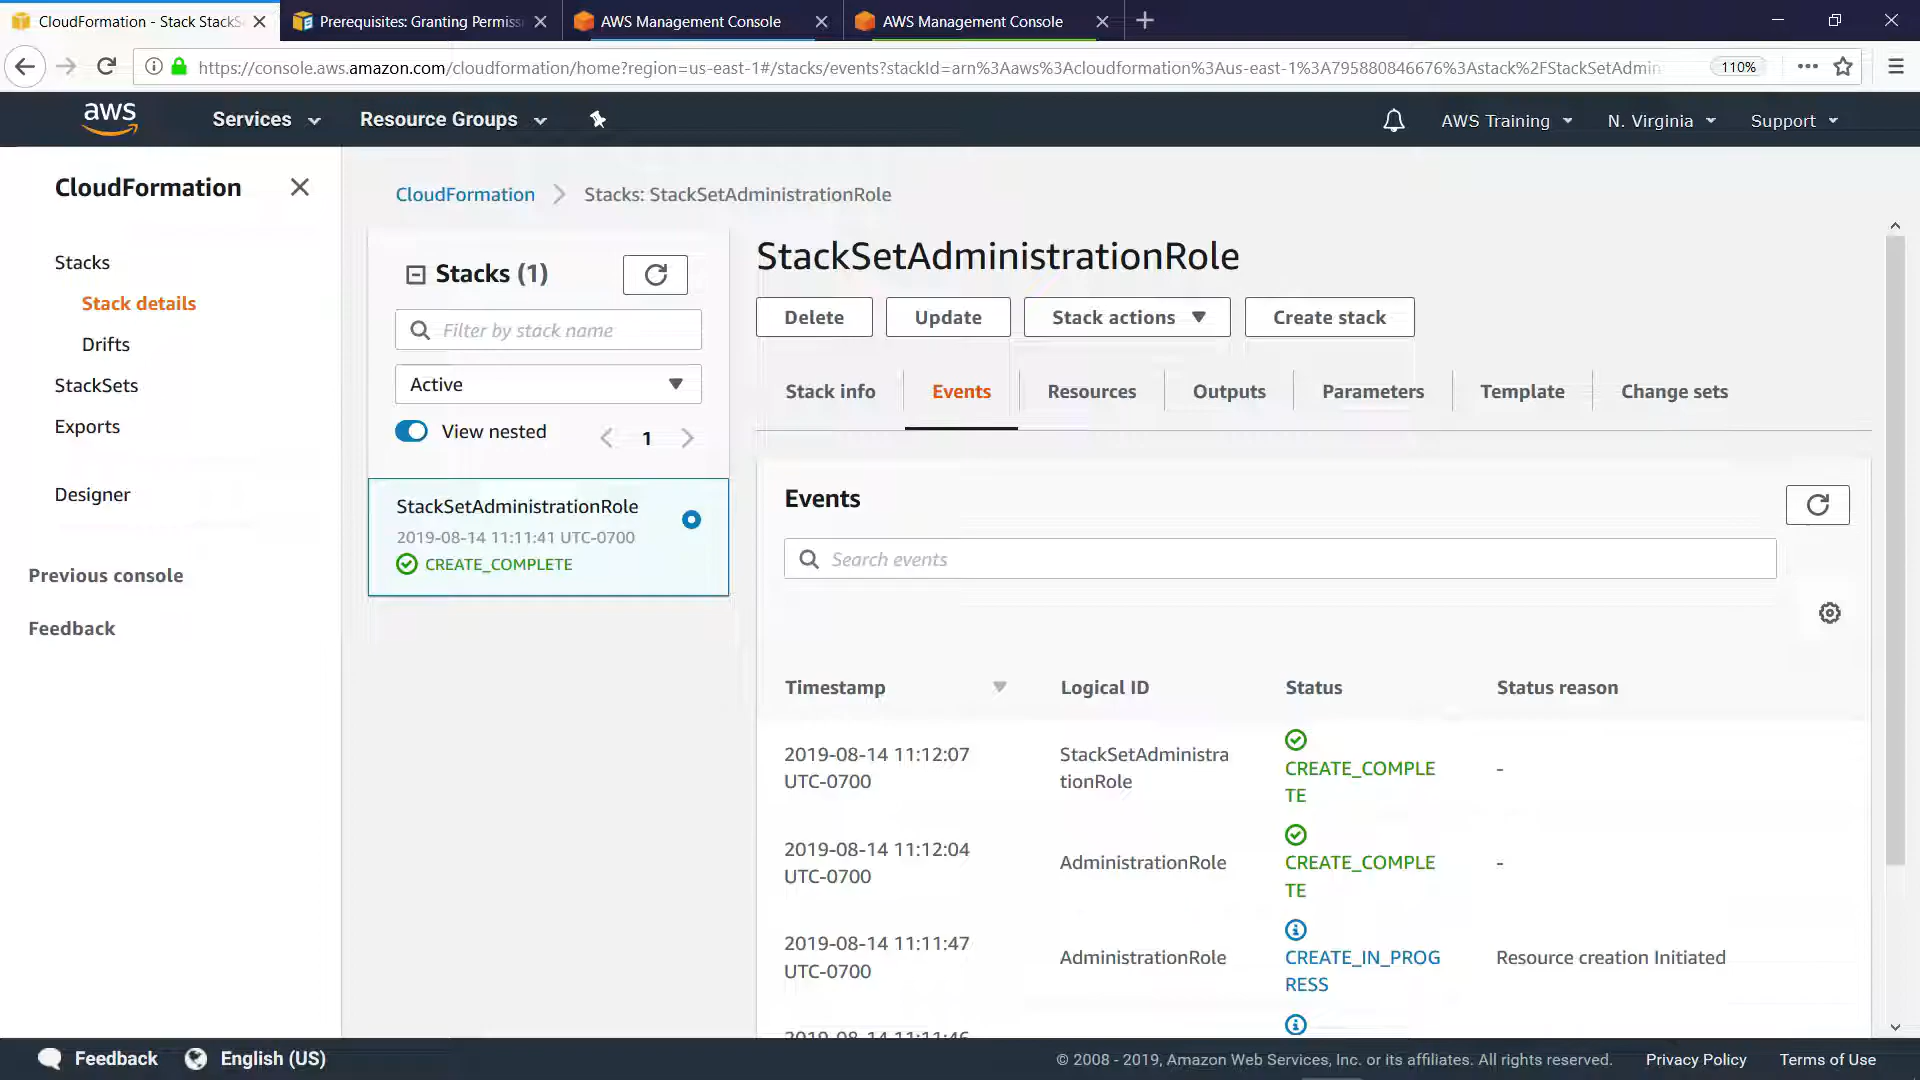 CloudFormation - Stack StackS
Prerequisites: Granting Permiss
AWS Management Console
AWS Management Console
https://console.aws.amazon.com/cloudformation/home?region=us-east-1#/stacks/events?stackId=arn%3Aaws%3Acloudformation%3Aus-east-1%3A795880846676%3Astack%2FStackSetAdmin
110%
aws
Services
Resource Groups
AWS Training
N. Virginia
Support
CloudFormation
Stacks
Stack details
Drifts
StackSets
Exports
Designer
Previous console
Feedback
CloudFormation
Stacks: StackSetAdministrationRole
Stacks (1)
Filter by stack name
Active
View nested
1
StackSetAdministrationRole
2019-08-14 11:11:41 UTC-0700
CREATE_COMPLETE
StackSetAdministrationRole
Delete
Update
Stack actions
Create stack
Stack info
Events
Resources
Outputs
Parameters
Template
Change sets
Events
Search events
Timestamp
Logical ID
Status
Status reason
2019-08-14 11:12:07
UTC-0700
StackSetAdministra
tionRole
CREATE_COMPLE
TE
-
2019-08-14 11:12:04
UTC-0700
AdministrationRole
CREATE_COMPLE
TE
-
2019-08-14 11:11:47
UTC-0700
AdministrationRole
CREATE_IN_PROG
RESS
Resource creation Initiated
2019-08-14 11:11:46
Feedback
English (US)
© 2008 - 2019, Amazon Web Services, Inc. or its affiliates. All rights reserved.
Privacy Policy
Terms of Use